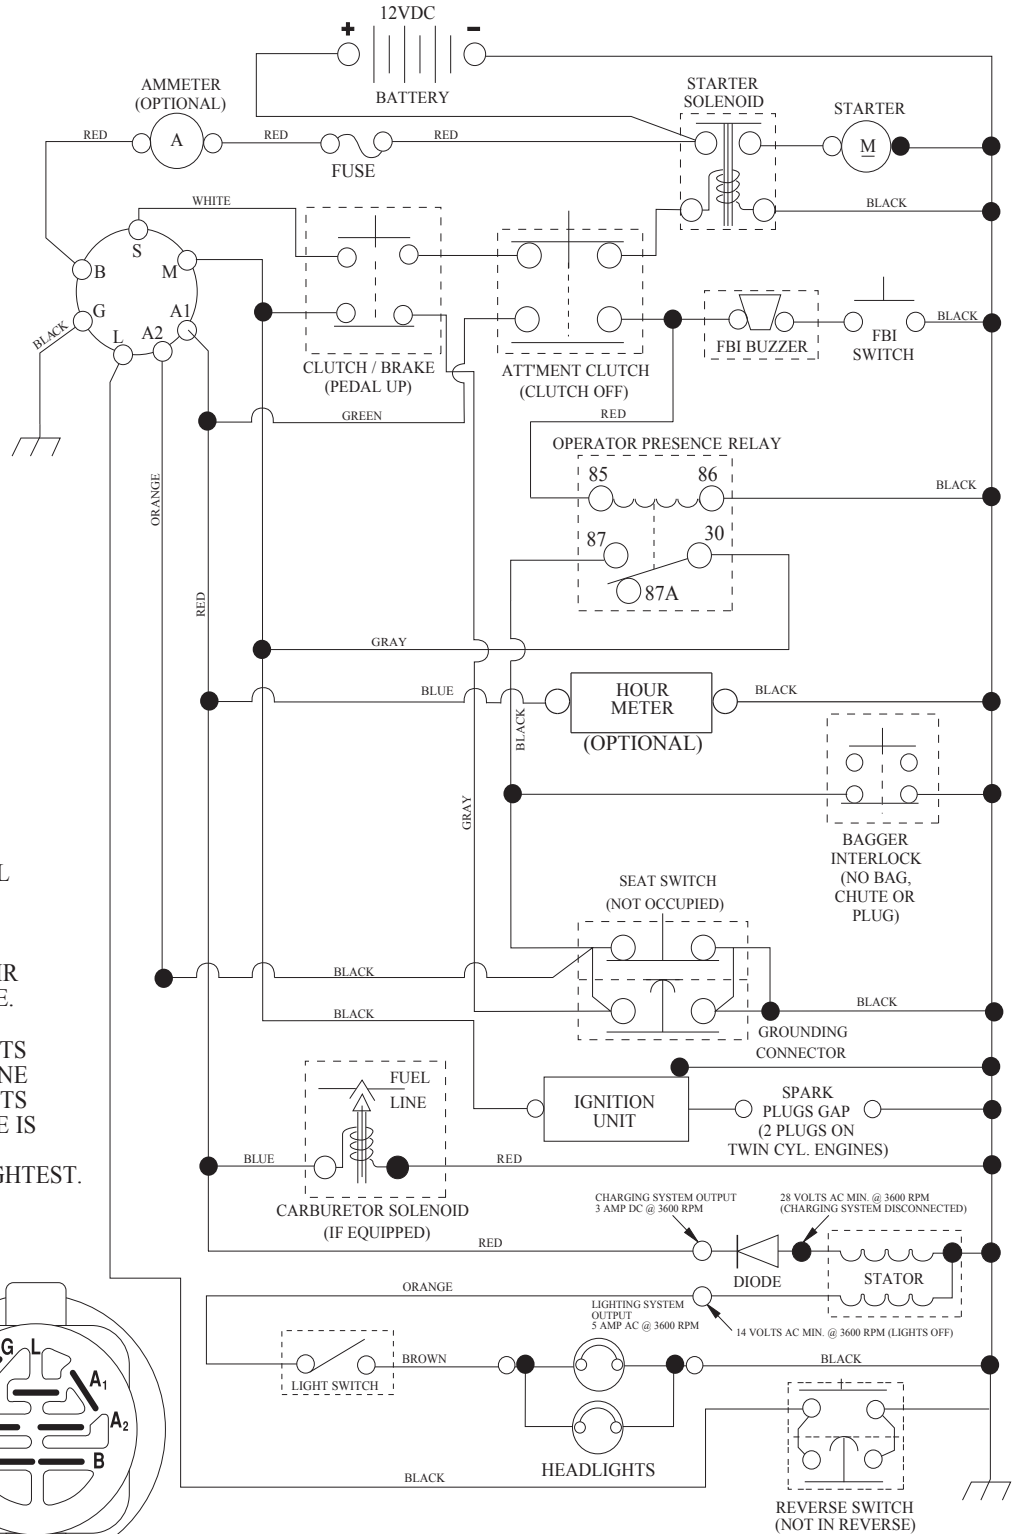 12VDC
+ -
BATTERY
AMMETER
(OPTIONAL)
RED
A
RED
FUSE
RED
STARTER
SOLENOID
STARTER
M
BLACK
WHITE
S
B
M
G
A1
L
A2
BLACK
CLUTCH / BRAKE
(PEDAL UP)
ATT'MENT CLUTCH
(CLUTCH OFF)
FBI BUZZER
FBI
SWITCH
BLACK
GREEN
RED
OPERATOR PRESENCE RELAY
85
86
BLACK
87
30
87A
ORANGE
RED
GRAY
BLUE
HOUR
METER
(OPTIONAL)
BLACK
BLACK
GRAY
BAGGER
INTERLOCK
(NO BAG,
CHUTE OR
PLUG)
SEAT SWITCH
(NOT OCCUPIED)
BLACK
BLACK
BLACK
GROUNDING
CONNECTOR
L
IR
E.
TS
NE
TS
E IS
GHTEST.
FUEL
LINE
IGNITION
UNIT
SPARK
PLUGS GAP
(2 PLUGS ON
TWIN CYL. ENGINES)
BLUE
RED
CARBURETOR SOLENOID
(IF EQUIPPED)
CHARGING SYSTEM OUTPUT
3 AMP DC @ 3600 RPM
28 VOLTS AC MIN. @ 3600 RPM
(CHARGING SYSTEM DISCONNECTED)
RED
DIODE
STATOR
ORANGE
LIGHTING SYSTEM
OUTPUT
5 AMP AC @ 3600 RPM
14 VOLTS AC MIN. @ 3600 RPM (LIGHTS OFF)
BROWN
LIGHT SWITCH
BLACK
HEADLIGHTS
BLACK
REVERSE SWITCH
(NOT IN REVERSE)
G L
A1
A2
B